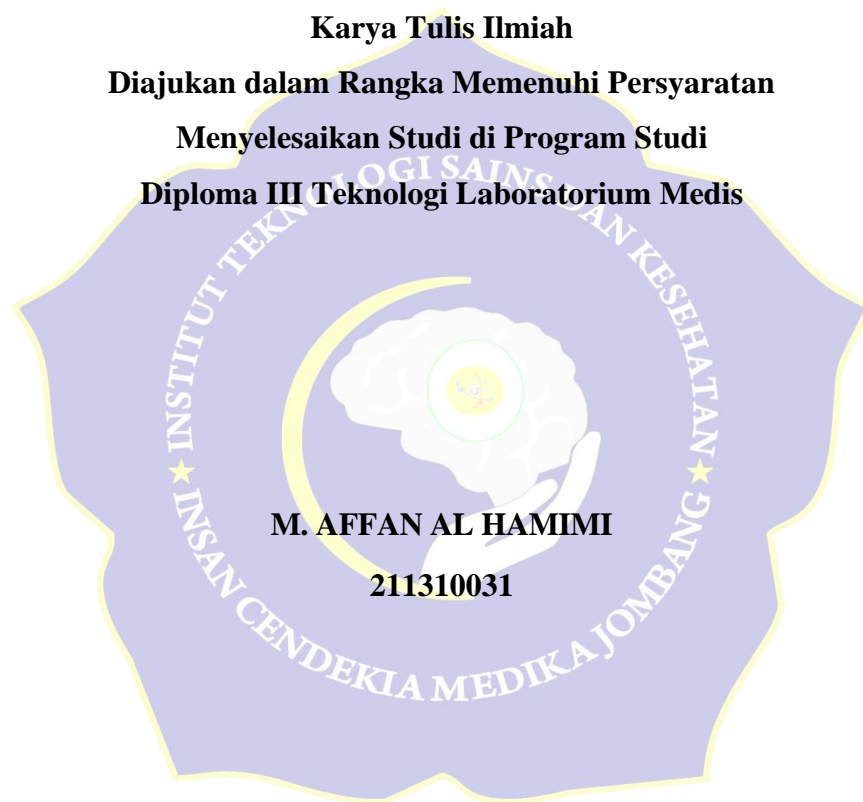 Karya Tulis Ilmiah
Diajukan dalam Rangka Memenuhi Persyaratan
Menyelesaikan Studi di Program Studi
Diploma III Teknologi Laboratorium Medis
INSTITUT TEKNOLOGI SAINS DAN KESEHATAN
M. AFFAN AL HAMIMI
211310031
INSAN CENDEKIA MEDIKA JOMBANG